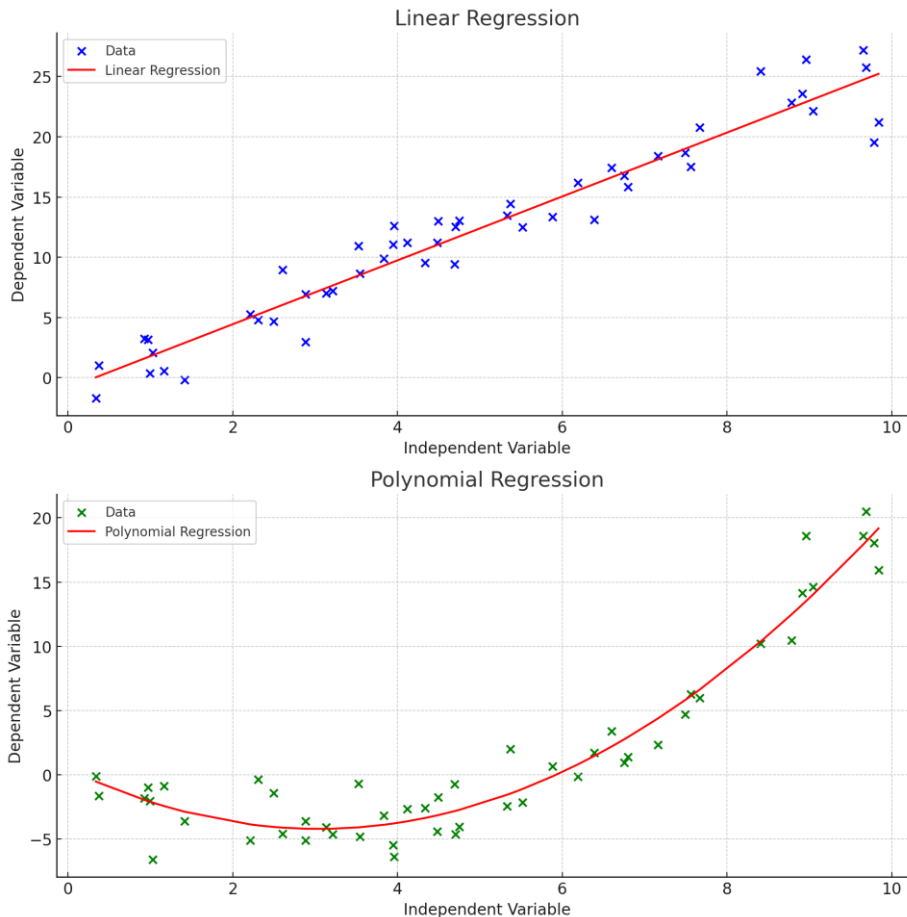 Linear Regression
Data
Linear Regression
25
20
15
10
5
0
Dependent Variable
0 2 4 6 8 10
Independent Variable
Polynomial Regression
Data
Polynomial Regression
20
15
10
5
0
−5
Dependent Variable
0 2 4 6 8 10
Independent Variable